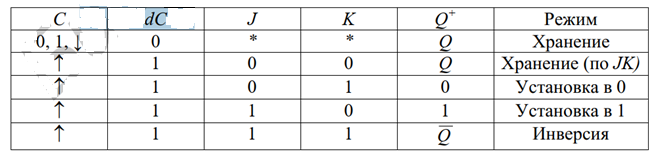 C dC J K Q⁺ Режим
0, 1, ↓ 0 * * Q Хранение
↑ 1 0 0 Q Хранение (по JK)
↑ 1 0 1 0 Установка в 0
↑ 1 1 0 1 Установка в 1
↑ 1 1 1 Q̅ Инверсия